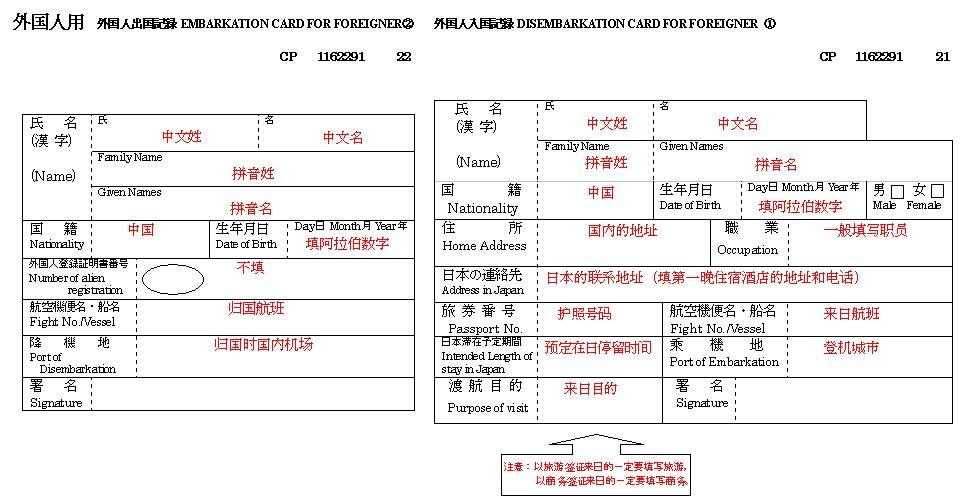 外国人用 外国人出国記録 EMBARKATION CARD FOR FOREIGNER②
CP 1162291 22
氏 名 氏 名
(漢 字) 中文姓 中文名
Family Name
(Name) 拼音姓
Given Names
拼音名
国 籍 中国 生年月日 Day日 Month月 Year年
Nationality Date of Birth 填阿拉伯数字
外国人登録証明書番号 不填
Number of alien
registration
航空機便名・船名 归国航班
Fight No./Vessel
降 機 地 归国时国内机场
Port of
Disembarkation
署 名
Signature
外国人入国記録 DISEMBARKATION CARD FOR FOREIGNER ①
CP 1162291 21
氏 名 氏 名
(漢 字) 中文姓 中文名
Family Name Given Names
(Name) 拼音姓 拼音名
国 籍 中国 生年月日 Day日 Month月 Year年 男 女
Nationality Date of Birth 填阿拉伯数字 Male Female
住 所 国内的地址 職 業 一般填写职员
Home Address Occupation
日本の連絡先 日本的联系地址（填第一晚住宿酒店的地址和电话）
Address in Japan
旅 券 番 号 护照号码 航空機便名・船名 来日航班
Passport No. Fight No./Vessel
日本滞在予定期間 预定在日停留时间 乗 機 地 登机城市
Intended Length of Port of Embarkation
stay in Japan
渡 航 目 的 来日目的 署 名
Purpose of visit Signature
注意：以旅游签证来日的一定要填写旅游，
以商务签证来日的一定要填写商务。